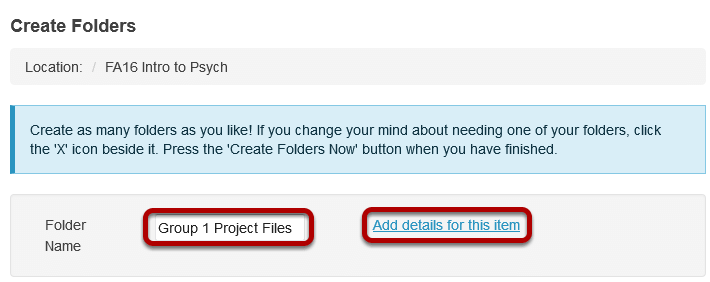 Create Folders
Location: / FA16 Intro to Psych
Create as many folders as you like! If you change your mind about needing one of your folders, click
the 'X' icon beside it. Press the 'Create Folders Now' button when you have finished.
Folder Name
Group 1 Project Files
Add details for this item